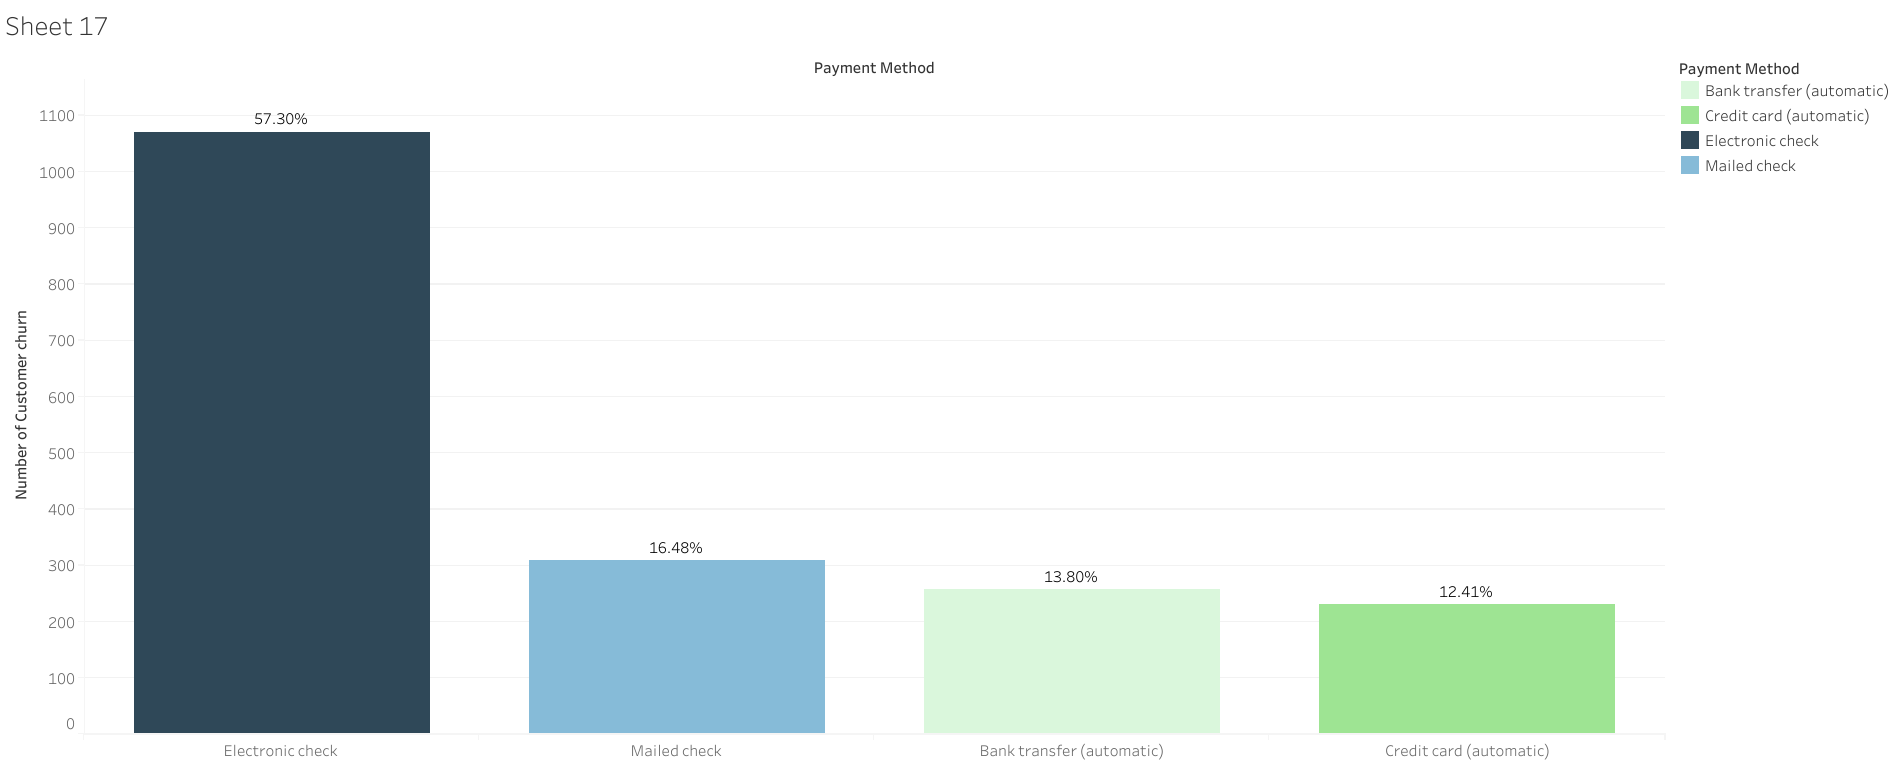 Sheet 17
Payment Method
Payment Method
Bank transfer (automatic)
Credit card (automatic)
Electronic check
Mailed check
Number of Customer churn
1100
1000
900
800
700
600
500
400
300
200
100
0
57.30%
16.48%
13.80%
12.41%
Electronic check
Mailed check
Bank transfer (automatic)
Credit card (automatic)